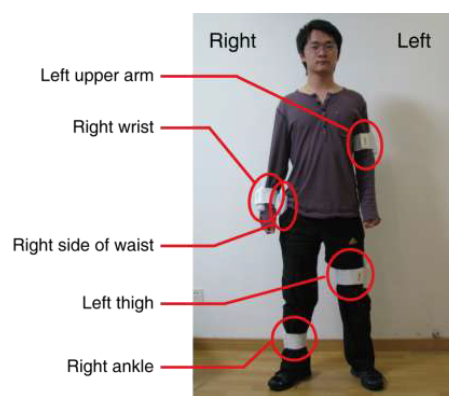 Right
Left
Left upper arm
Right wrist
Right side of waist
Left thigh
Right ankle